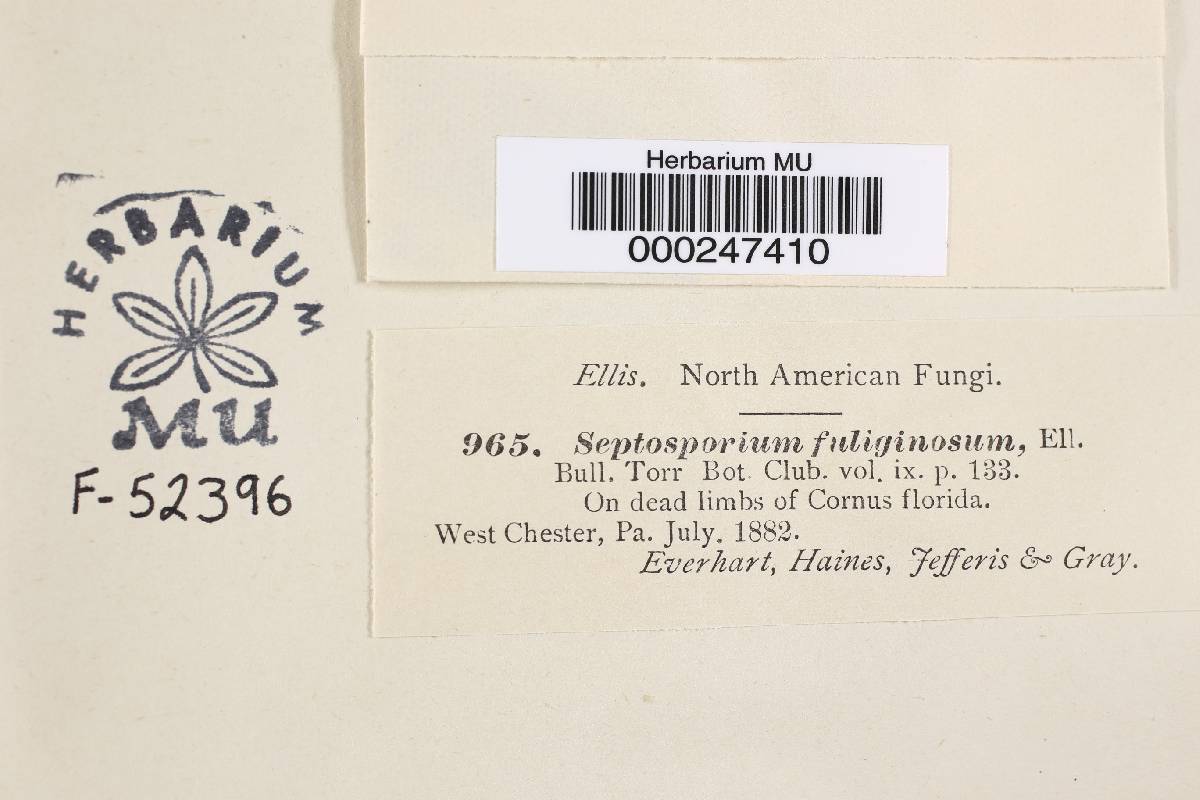 Herbarium MU
000247410
HERBARIUM
MU
F-52396
Ellis. North American Fungi.
965. Septosporium fuliginosum, Ell.
Bull. Torr Bot. Club. vol. ix. p. 133.
On dead limbs of Cornus florida.
West Chester, Pa. July. 1882.
Everhart, Haines, Jefferis & Gray.